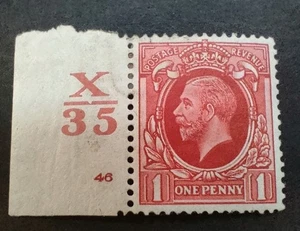 X
35
46
POSTAGE REVENUE
1 ONE PENNY 1